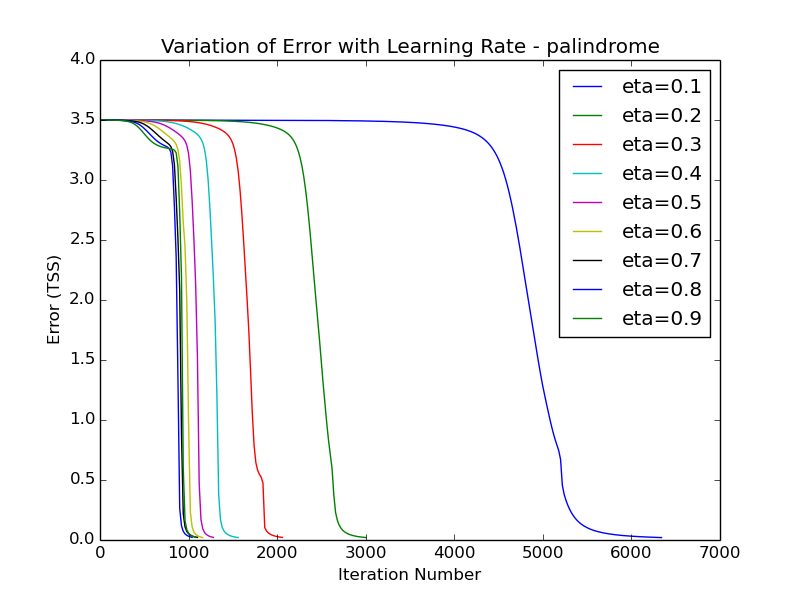 Variation of Error with Learning Rate - palindrome
4.0
3.5
3.0
2.5
2.0
1.5
1.0
0.5
0.0
Error (TSS)
eta=0.1
eta=0.2
eta=0.3
eta=0.4
eta=0.5
eta=0.6
eta=0.7
eta=0.8
eta=0.9
0 1000 2000 3000 4000 5000 6000 7000
Iteration Number